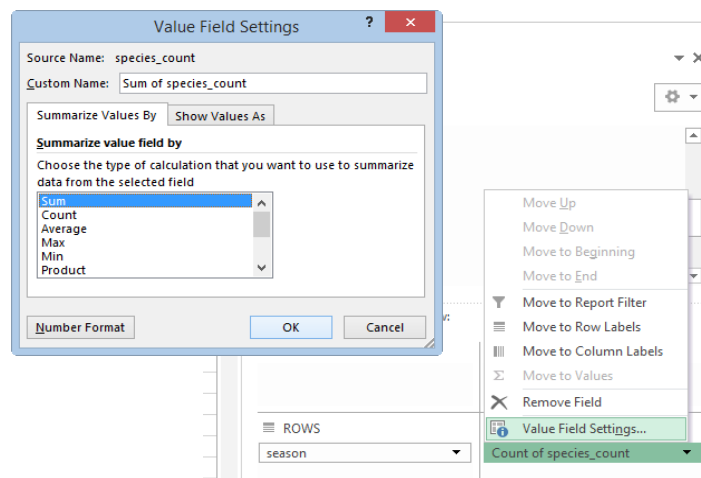 Value Field Settings
?
Source Name: species_count
Custom Name: Sum of species_count
Summarize Values By
Show Values As
Summarize value field by
Choose the type of calculation that you want to use to summarize
data from the selected field
Sum
Count
Average
Max
Min
Product
Number Format
OK
Cancel
Move Up
Move Down
Move to Beginning
Move to End
Move to Report Filter
Move to Row Labels
Move to Column Labels
Σ Move to Values
Remove Field
Value Field Settings...
ROWS
season
Count of species_count